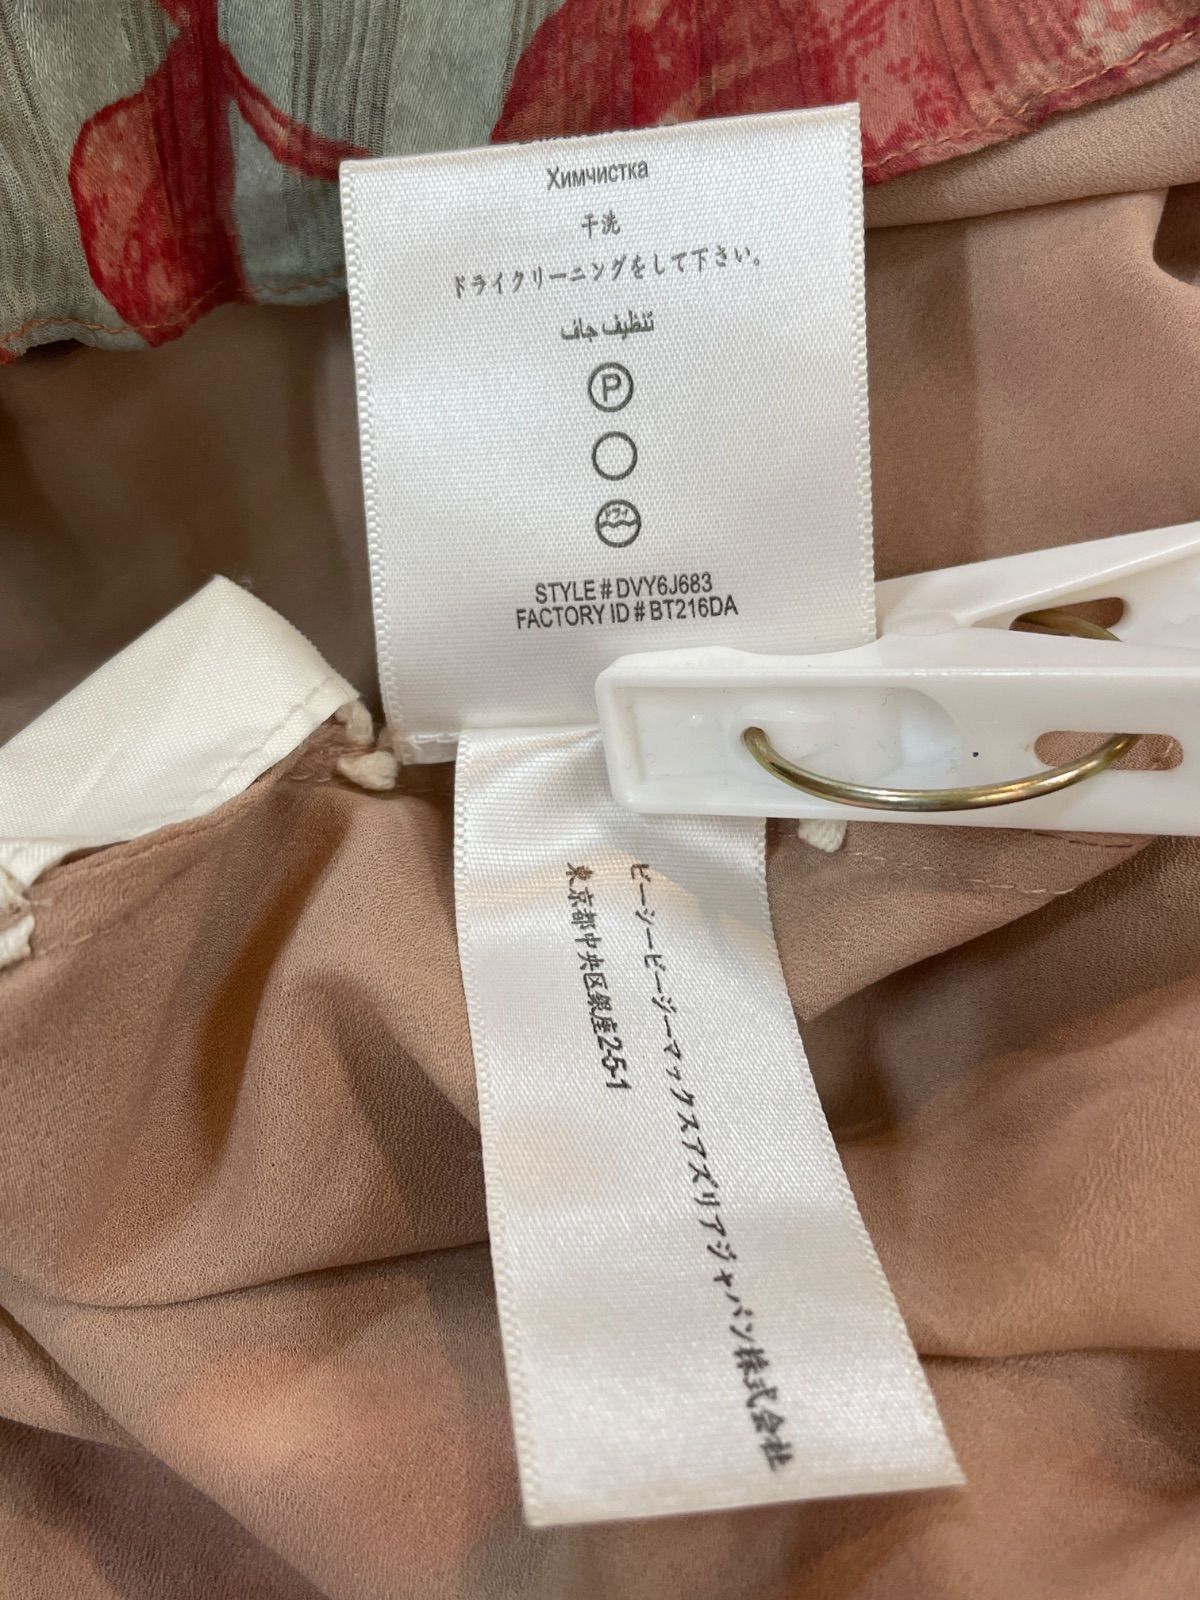 Химчистка
干洗
ドライクリーニングをして下さい。
تنظيف جاف
P
ドライ
STYLE # DVY6J683
FACTORY ID # BT216DA
ビーシービージーマックスアズリアジャパン株式会社
東京都中央区銀座2-5-1